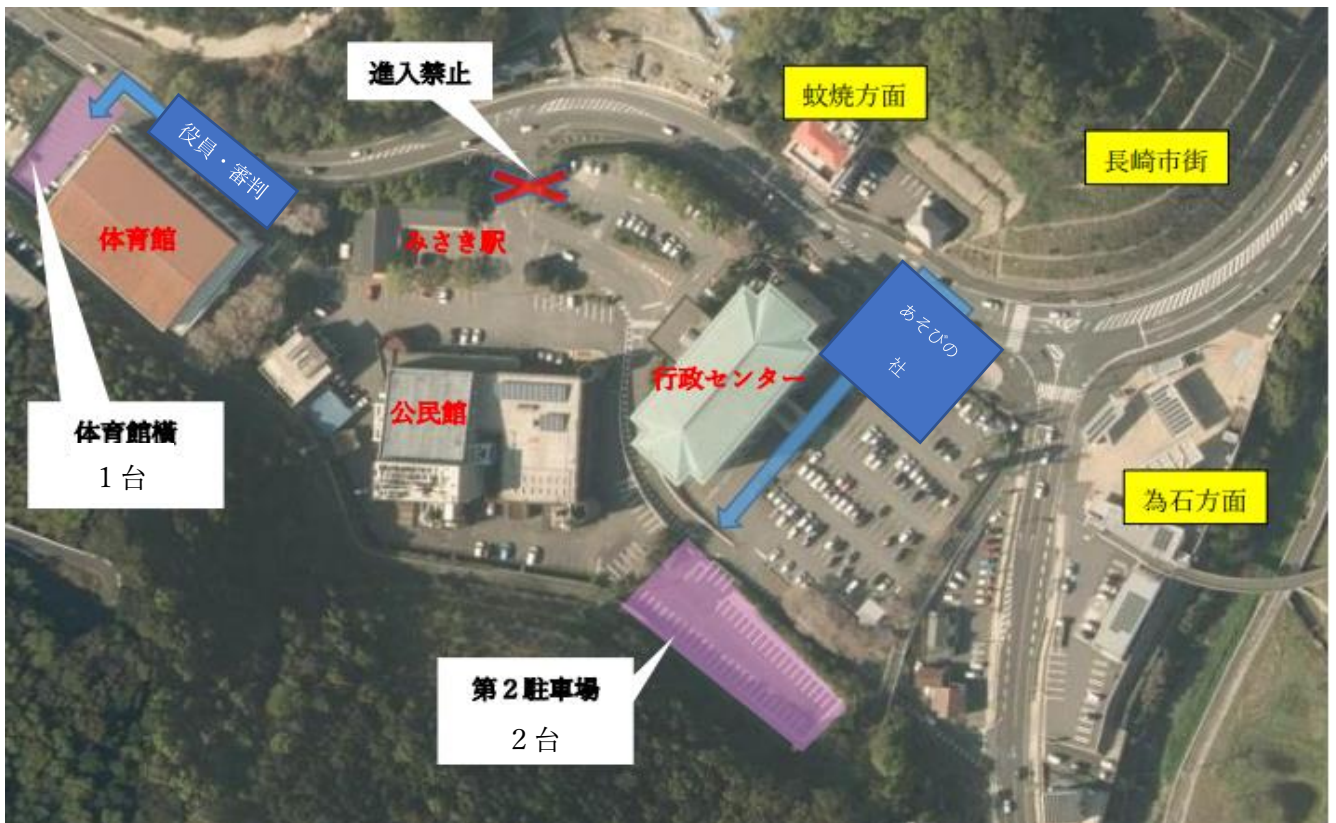 進入禁止
蚊焼方面
長崎市街
役員・審判
体育館
みさき駅
あそびの
社
行政センター
公民館
体育館横
１台
為石方面
第２駐車場
２台